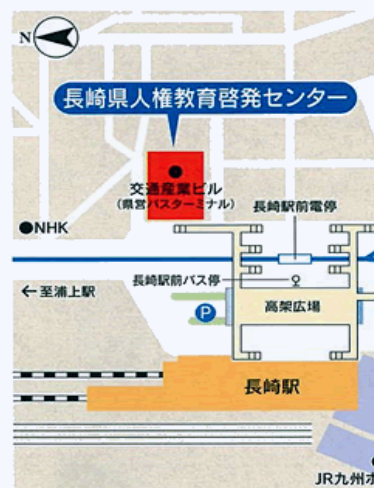 N
長崎県人権教育啓発センター
交通産業ビル
(県営バスターミナル)
長崎駅前電停
●NHK
長崎駅前バス停
←至浦上駅
P
高架広場
長崎駅
JR九州ホ